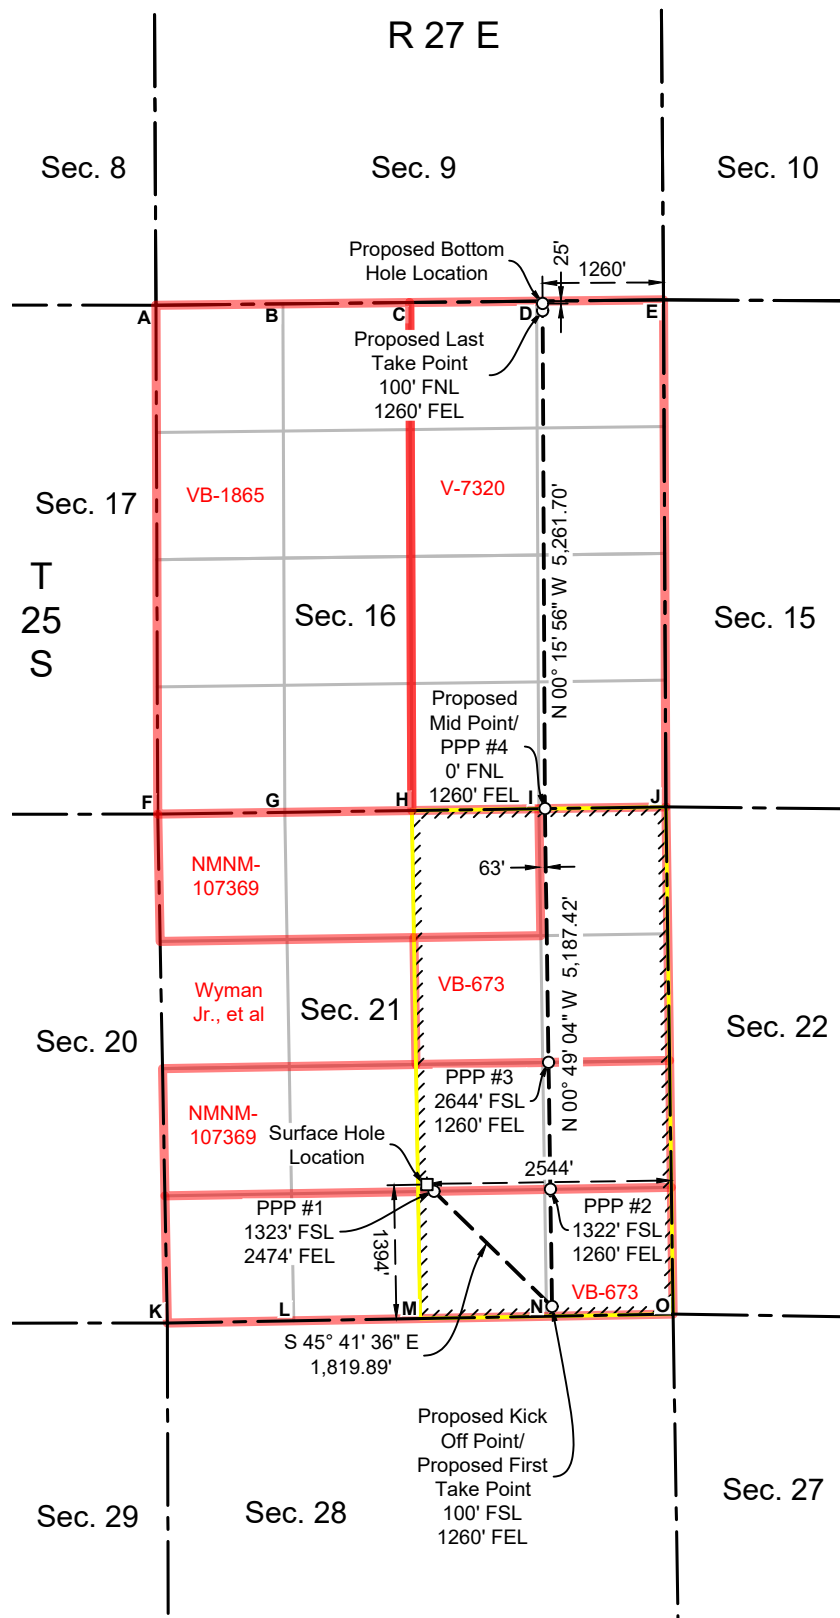 R 27 E
Sec. 8
Sec. 9
Sec. 10
Proposed Bottom
Hole Location
25'
1260'
A
B
C
D
E
Proposed Last
Take Point
100' FNL
1260' FEL
Sec. 17
VB-1865
V-7320
N 00° 15' 56" W  5,261.70'
T
25
S
Sec. 16
Sec. 15
Proposed
Mid Point/
PPP #4
0' FNL
1260' FEL
F
G
H
I
J
NMNM-
107369
63'
Wyman
Jr., et al
Sec. 21
VB-673
N 00° 49' 04" W  5,187.42'
Sec. 20
Sec. 22
PPP #3
2644' FSL
1260' FEL
NMNM-
107369
Surface Hole
Location
2544'
PPP #1
1323' FSL
2474' FEL
1394'
PPP #2
1322' FSL
1260' FEL
VB-673
K
L
M
N
O
S 45° 41' 36" E
1,819.89'
Proposed Kick
Off Point/
Proposed First
Take Point
100' FSL
1260' FEL
Sec. 29
Sec. 28
Sec. 27